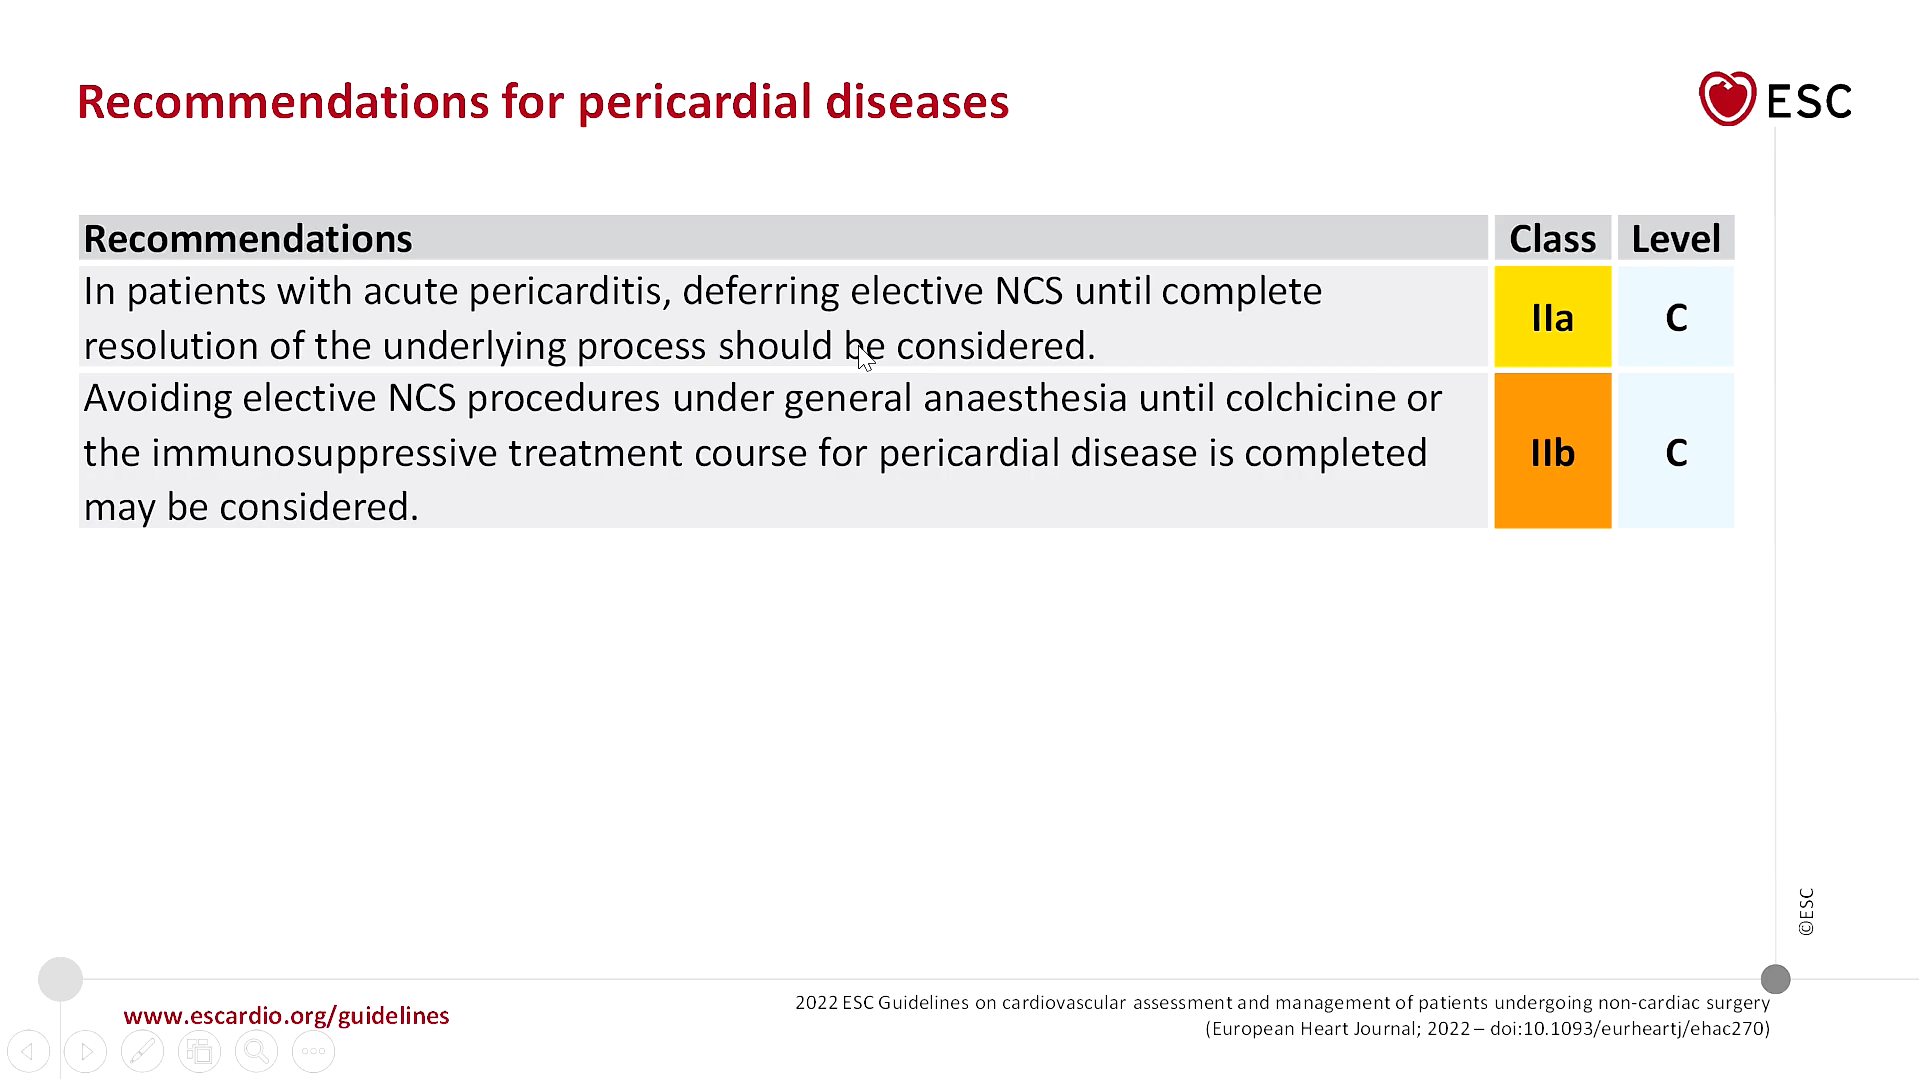 Recommendations for pericardial diseases
ESC
Recommendations
Class
Level
In patients with acute pericarditis, deferring elective NCS until complete
resolution of the underlying process should be considered.
IIa
C
Avoiding elective NCS procedures under general anaesthesia until colchicine or
the immunosuppressive treatment course for pericardial disease is completed
may be considered.
IIb
C
©ESC
www.escardio.org/guidelines
2022 ESC Guidelines on cardiovascular assessment and management of patients undergoing non-cardiac surgery
(European Heart Journal; 2022 – doi:10.1093/eurheartj/ehac270)